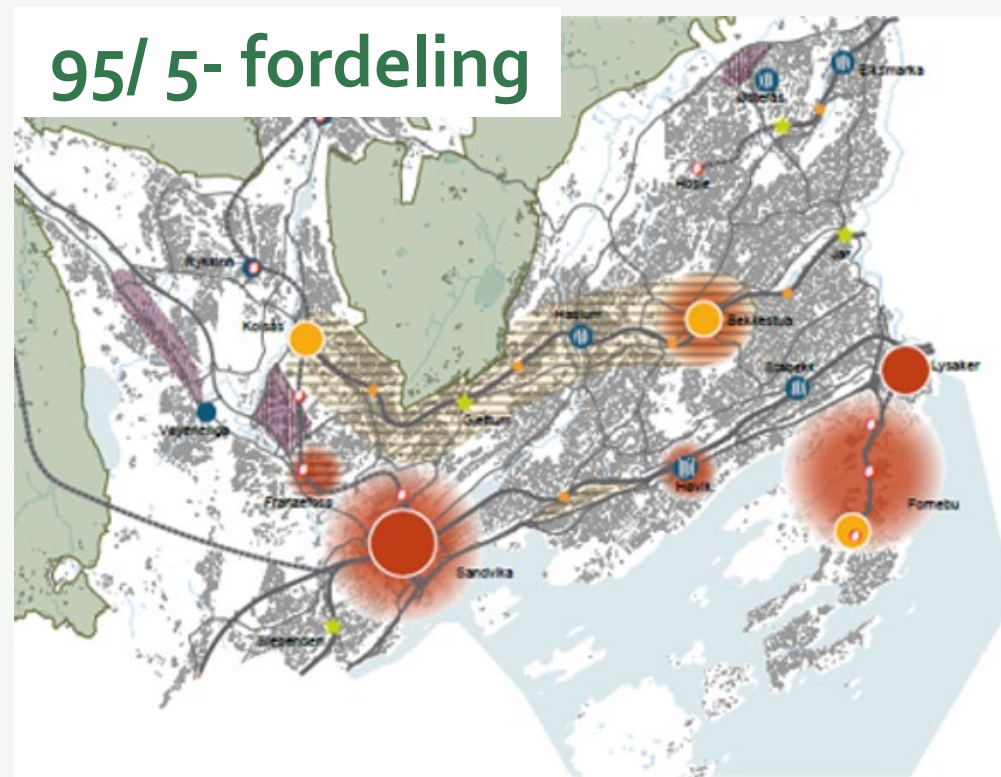 95/ 5- fordeling
Eiksmarka
Østerås
Hosle
Jar
Rykkinn
Kolsås
Haslum
Bekkestua
Stabekk
Lysaker
Gjettum
Vøyenenga
Høvik
Franzefoss
Fornebu
Sandvika
Slependen